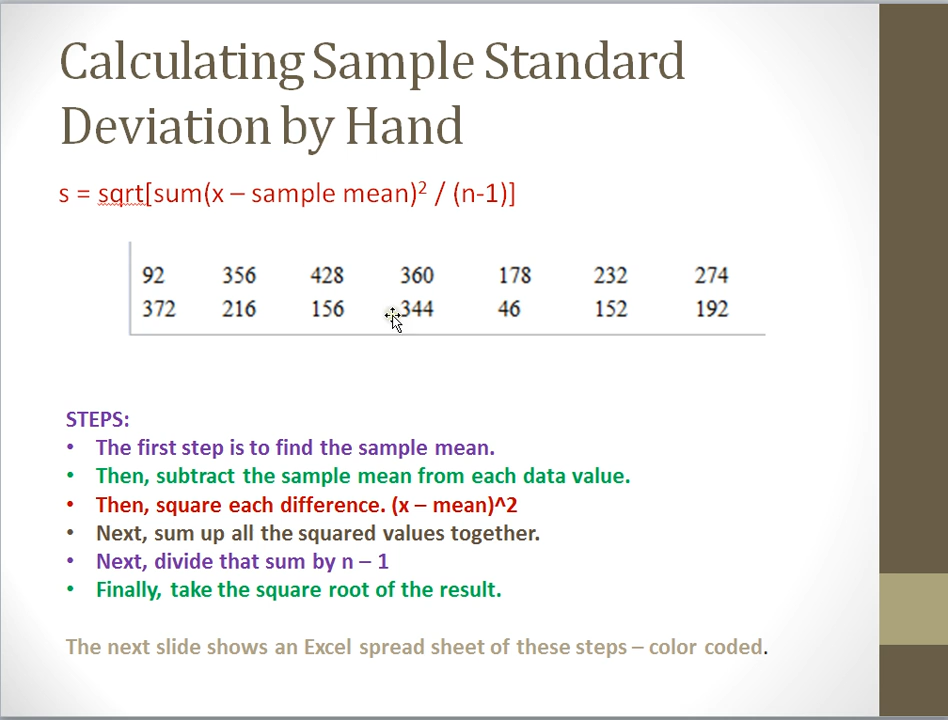 Calculating Sample Standard
Deviation by Hand
s = sqrt[sum(x – sample mean)² / (n-1)]
92 356 428 360 178 232 274
372 216 156 344 46 152 192
STEPS:
• The first step is to find the sample mean.
• Then, subtract the sample mean from each data value.
• Then, square each difference. (x – mean)^2
• Next, sum up all the squared values together.
• Next, divide that sum by n – 1
• Finally, take the square root of the result.
The next slide shows an Excel spread sheet of these steps – color coded.